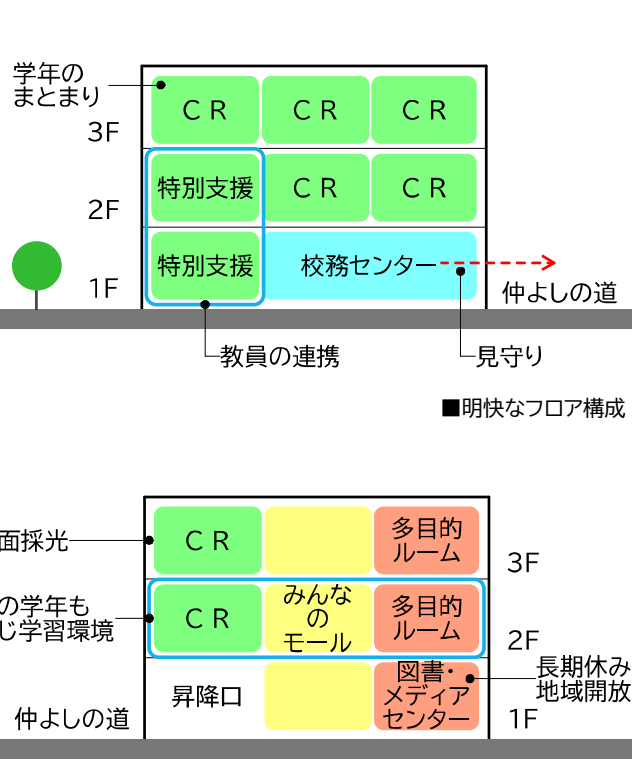 学年の
まとまり
ＣＲ
ＣＲ
ＣＲ
3F
特別支援
ＣＲ
ＣＲ
2F
特別支援
校務センター
1F
仲よしの道
教員の連携
見守り
■明快なフロア構成
面採光
ＣＲ
多目的
ルーム
3F
の学年も
じ学習環境
ＣＲ
みんな
の
モール
多目的
ルーム
2F
仲よしの道
昇降口
図書・
メディア
センター
長期休み
地域開放
1F